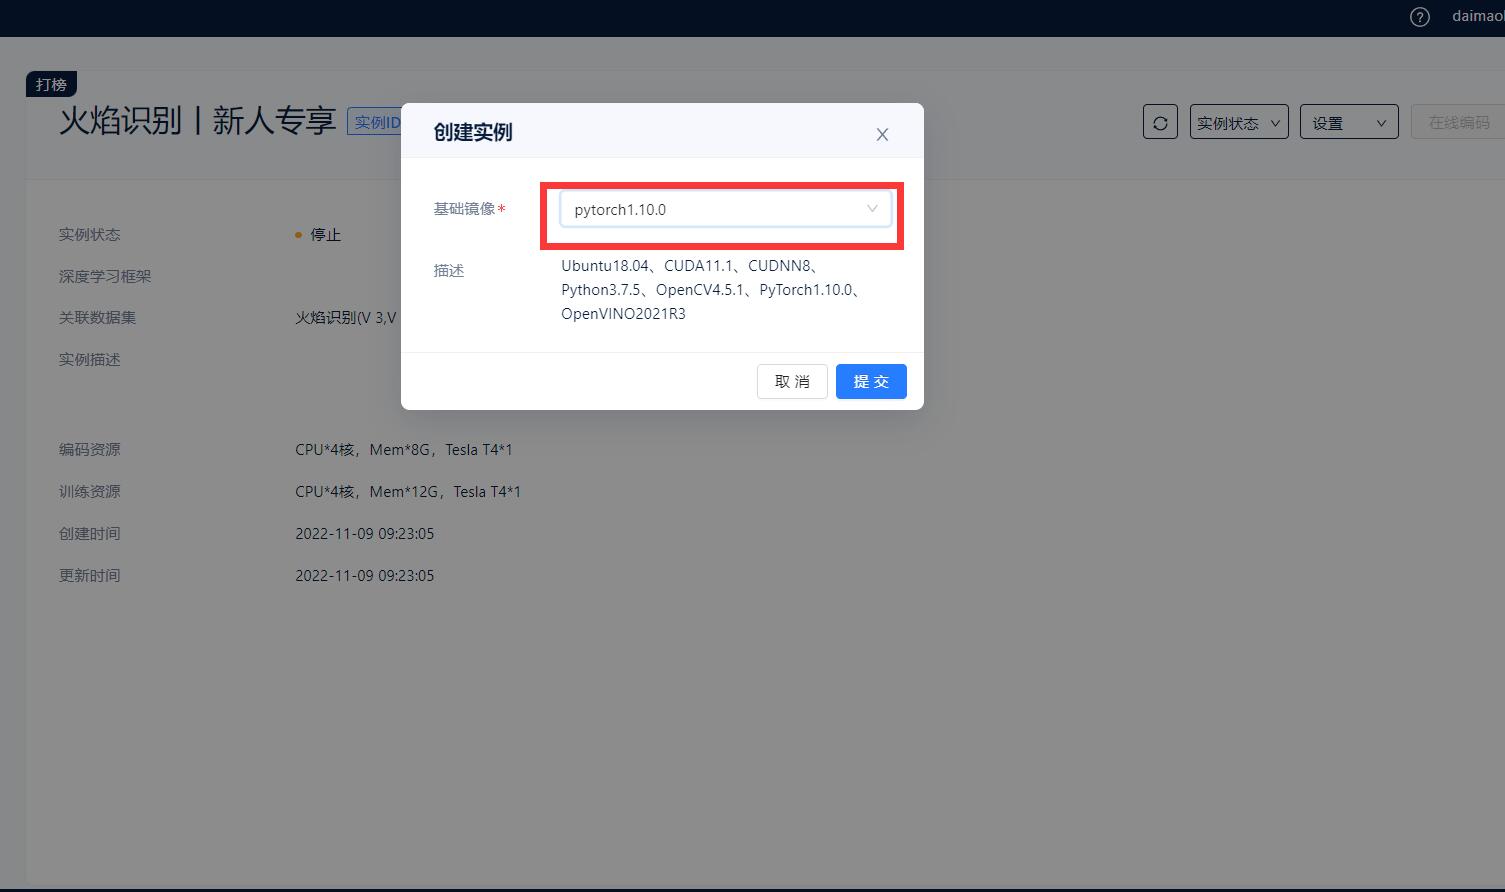 daimao
打榜
火焰识别丨新人专享
实例ID
实例状态
设置
在线编码
创建实例
基础镜像*
pytorch1.10.0
描述
Ubuntu18.04、CUDA11.1、CUDNN8、
Python3.7.5、OpenCV4.5.1、PyTorch1.10.0、
OpenVINO2021R3
取 消
提 交
实例状态
停止
深度学习框架
关联数据集
火焰识别(V 3,V
实例描述
编码资源
CPU*4核，Mem*8G，Tesla T4*1
训练资源
CPU*4核，Mem*12G，Tesla T4*1
创建时间
2022-11-09 09:23:05
更新时间
2022-11-09 09:23:05